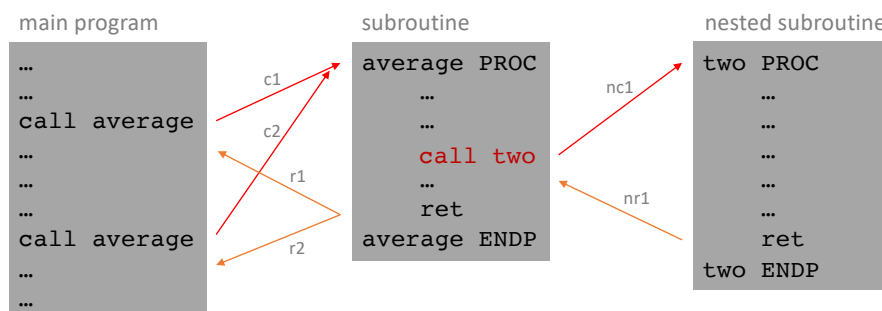 main program
…
…
call average
…
…
…
call average
…
…
c1
c2
r1
r2
subroutine
average PROC
…
…
call two
…
ret
average ENDP
nc1
nr1
nested subroutine
two PROC
…
…
…
…
…
ret
two ENDP